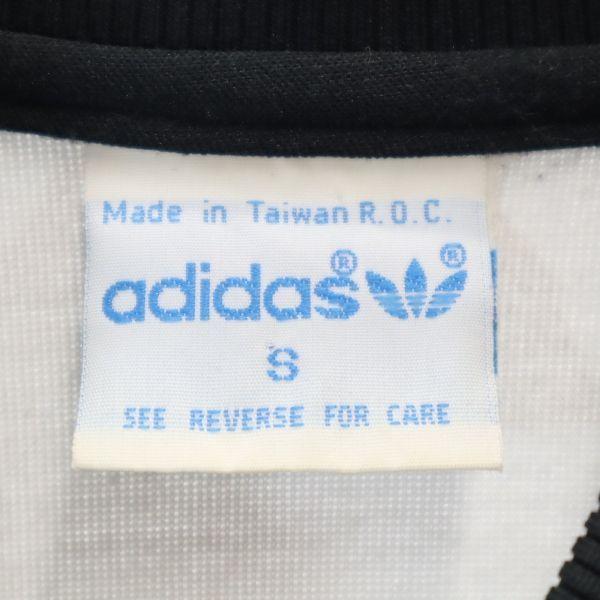 Made in Taiwan R.O.C.
adidas® ®
S
SEE REVERSE FOR CARE